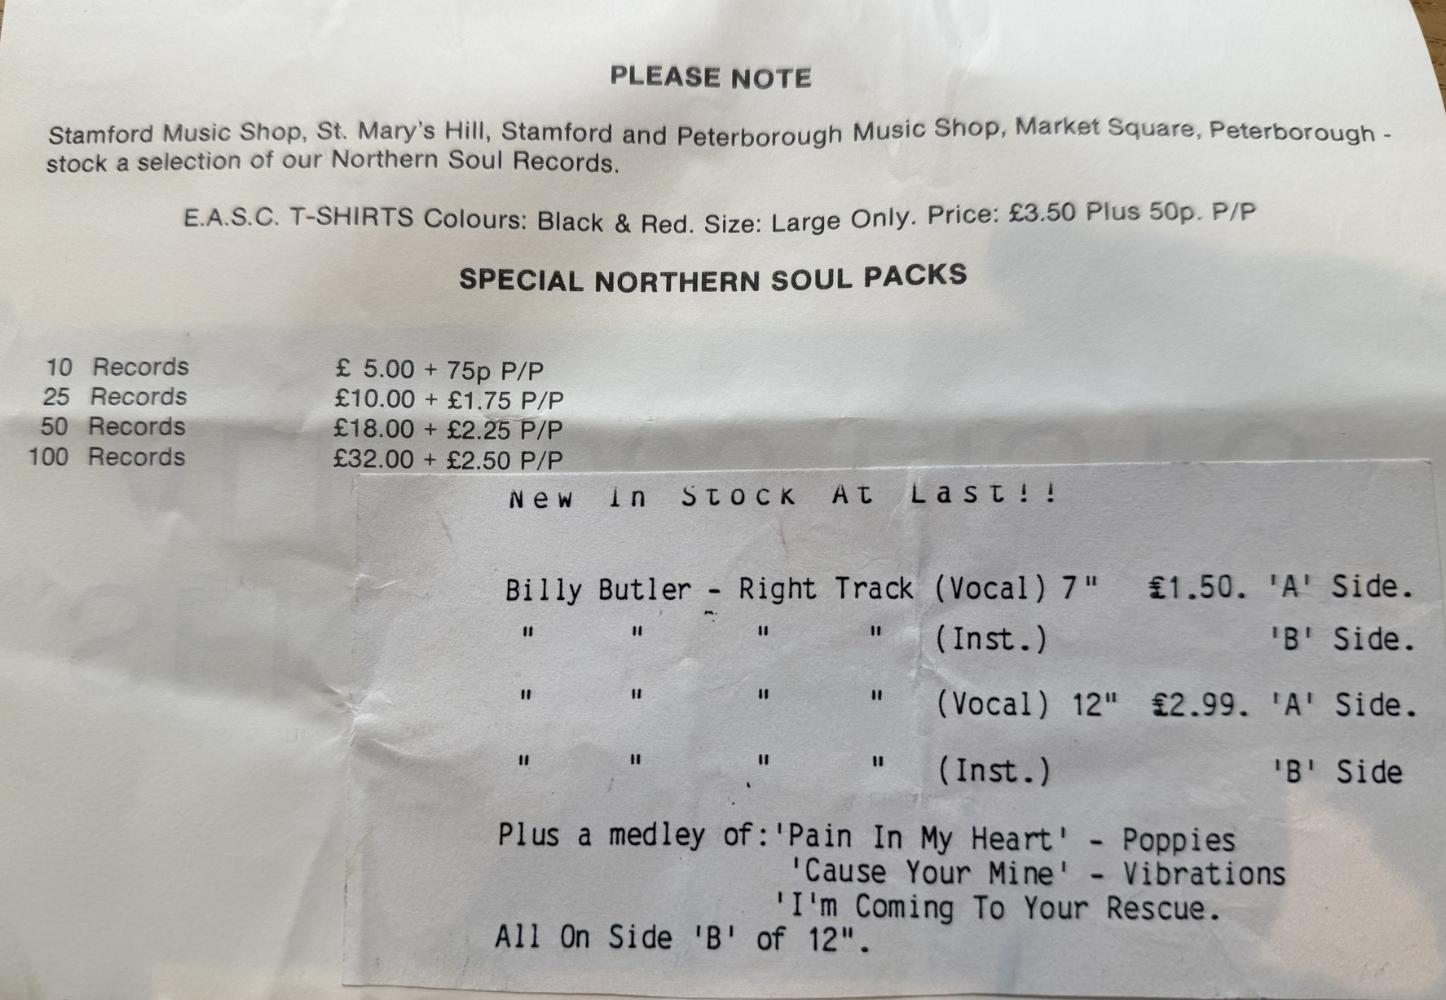 PLEASE NOTE
Stamford Music Shop, St. Mary's Hill, Stamford and Peterborough Music Shop, Market Square, Peterborough -
stock a selection of our Northern Soul Records.
E.A.S.C. T-SHIRTS Colours: Black & Red. Size: Large Only. Price: £3.50 Plus 50p. P/P
SPECIAL NORTHERN SOUL PACKS
10 Records £ 5.00 + 75p P/P
25 Records £10.00 + £1.75 P/P
50 Records £18.00 + £2.25 P/P
100 Records £32.00 + £2.50 P/P
New In Stock At Last!!
Billy Butler - Right Track (Vocal) 7" £1.50. 'A' Side.
" " " " (Inst.) 'B' Side.
" " " " (Vocal) 12" £2.99. 'A' Side.
" " " " (Inst.) 'B' Side
Plus a medley of:'Pain In My Heart' - Poppies
'Cause Your Mine' - Vibrations
'I'm Coming To Your Rescue.
All On Side 'B' of 12".